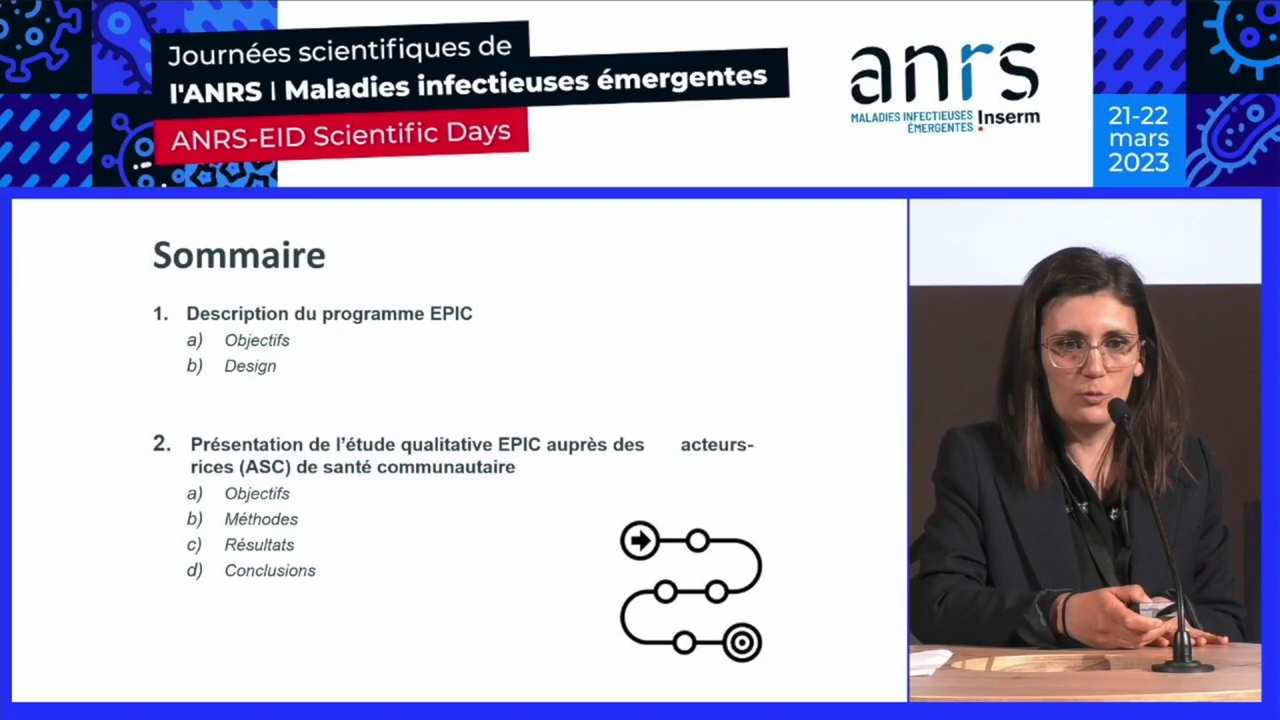 Journées scientifiques de
l'ANRS | Maladies infectieuses émergentes
ANRS-EID Scientific Days
anrs
MALADIES INFECTIEUSES
ÉMERGENTES
Inserm
21-22
mars
2023
Sommaire
1. Description du programme EPIC
a) Objectifs
b) Design
2. Présentation de l'étude qualitative EPIC auprès des acteurs-
rices (ASC) de santé communautaire
a) Objectifs
b) Méthodes
c) Résultats
d) Conclusions